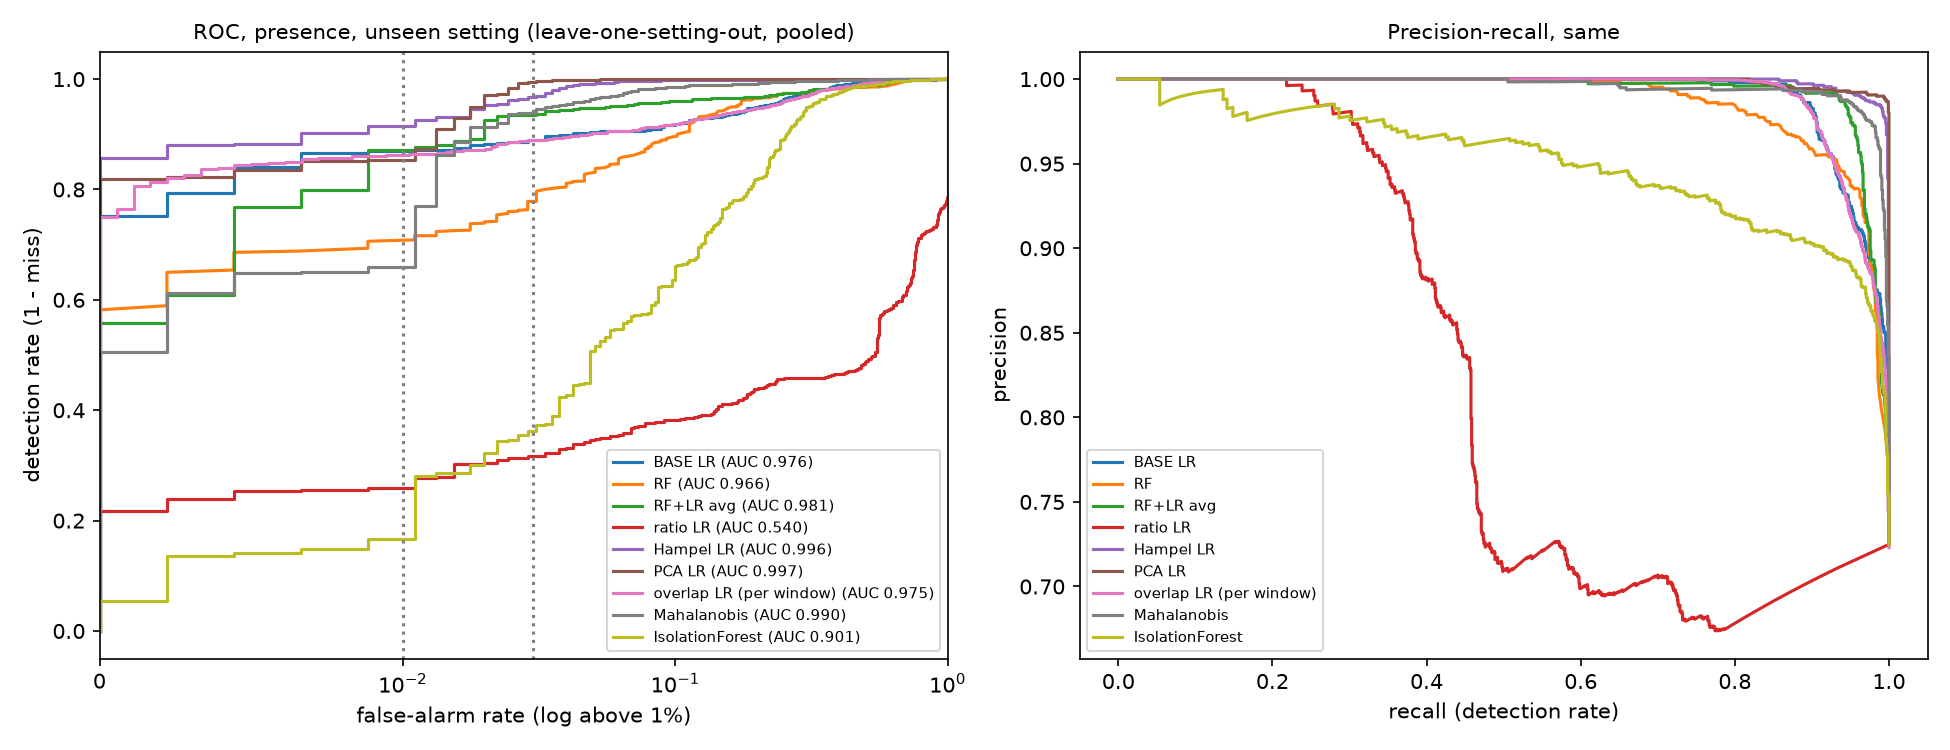 ROC, presence, unseen setting (leave-one-setting-out, pooled)
detection rate (1 - miss)
1.0
0.8
0.6
0.4
0.2
0.0
BASE LR (AUC 0.976)
RF (AUC 0.966)
RF+LR avg (AUC 0.981)
ratio LR (AUC 0.540)
Hampel LR (AUC 0.996)
PCA LR (AUC 0.997)
overlap LR (per window) (AUC 0.975)
Mahalanobis (AUC 0.990)
IsolationForest (AUC 0.901)
0 10⁻² 10⁻¹ 10⁰
false-alarm rate (log above 1%)
Precision-recall, same
precision
1.00
0.95
0.90
0.85
0.80
0.75
0.70
BASE LR
RF
RF+LR avg
ratio LR
Hampel LR
PCA LR
overlap LR (per window)
Mahalanobis
IsolationForest
0.0 0.2 0.4 0.6 0.8 1.0
recall (detection rate)